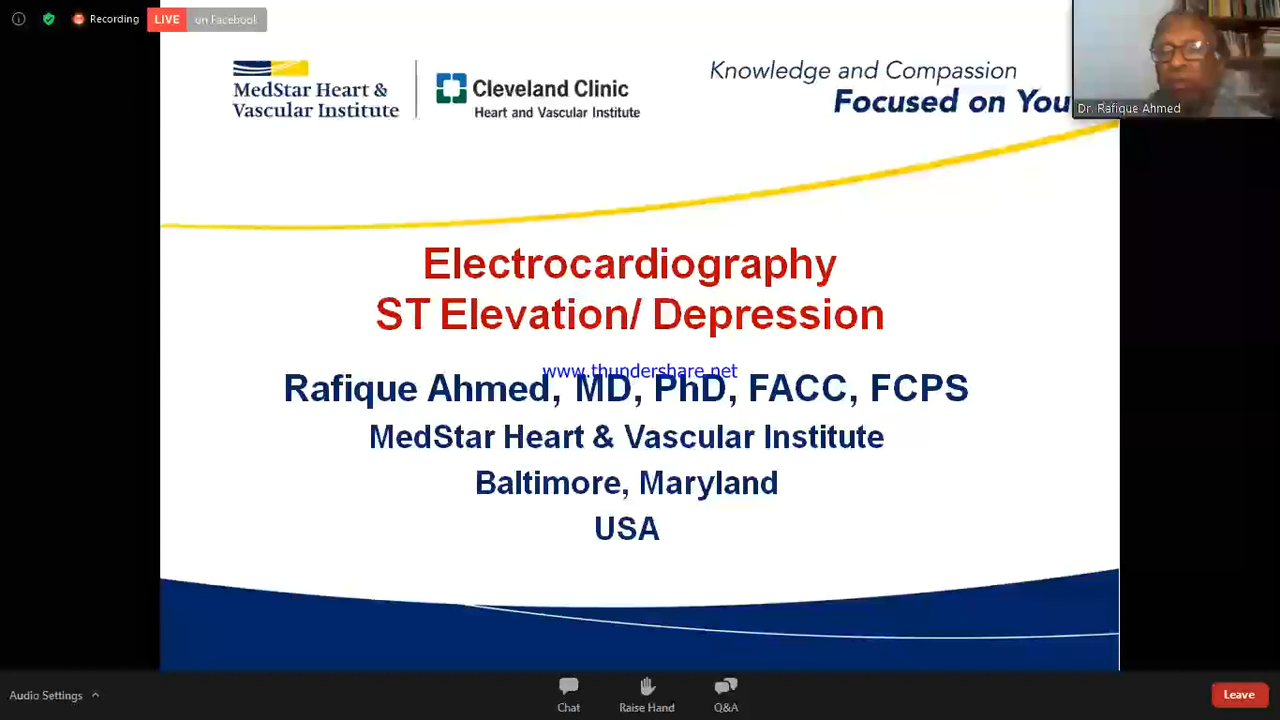 Recording
LIVE on Facebook
MedStar Heart &
Vascular Institute
Cleveland Clinic
Heart and Vascular Institute
Knowledge and Compassion
Focused on You
Dr. Rafique Ahmed
Electrocardiography
ST Elevation/ Depression
www.thundershare.net
Rafique Ahmed, MD, PhD, FACC, FCPS
MedStar Heart & Vascular Institute
Baltimore, Maryland
USA
Audio Settings
Chat
Raise Hand
Q&A
Leave